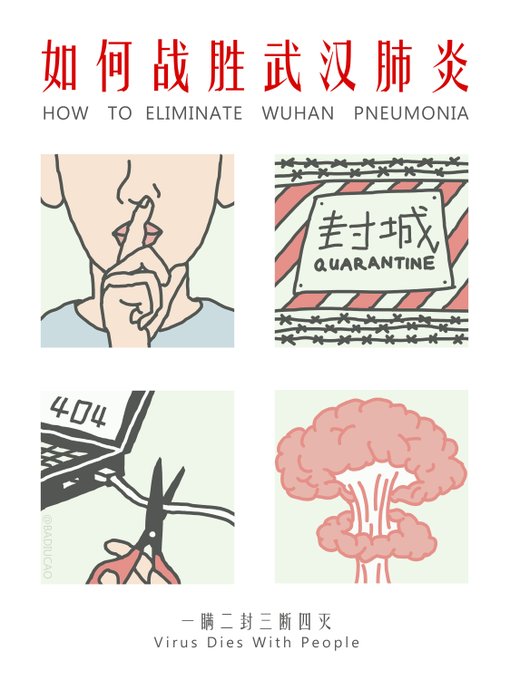 如何战胜武汉肺炎
HOW TO ELIMINATE WUHAN PNEUMONIA
封城
QUARANTINE
404
@BADIUCAO
一瞒二封三断四灭
Virus Dies With People